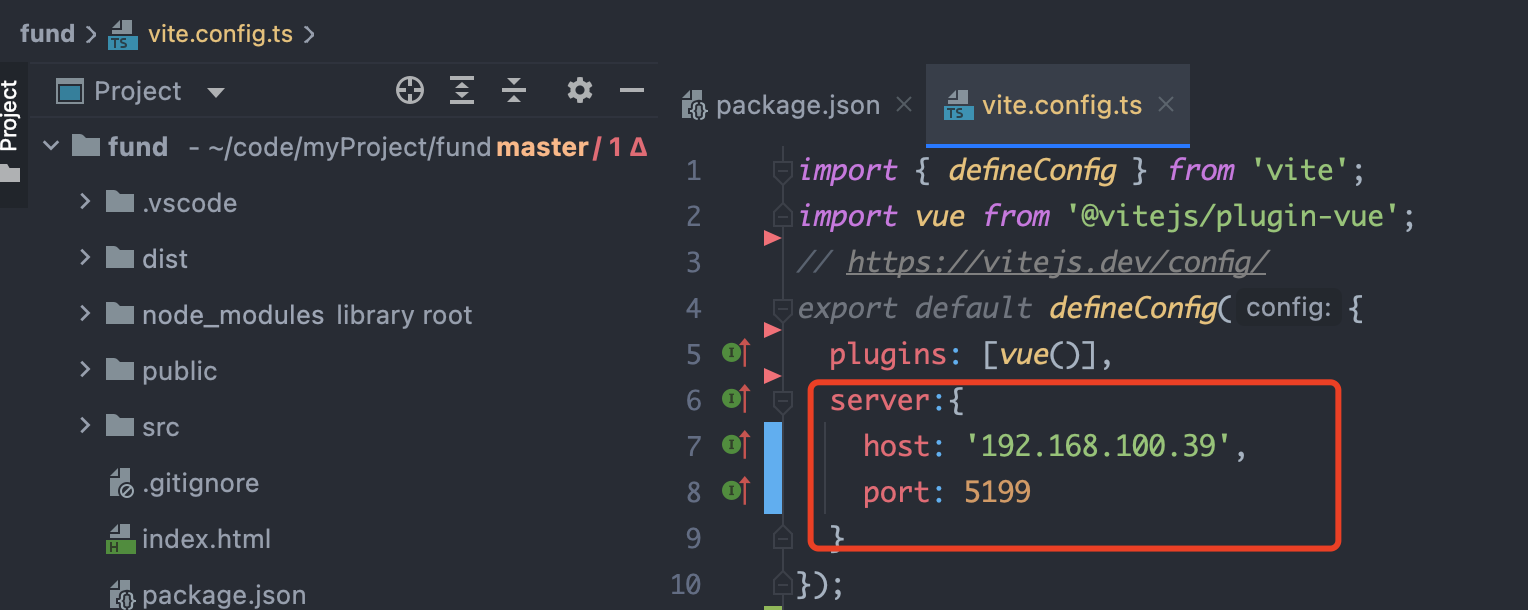 fund > vite.config.ts >
Project
Project
fund - ~/code/myProject/fund master / 1 Δ
.vscode
dist
node_modules library root
public
src
.gitignore
index.html
package.json
package.json × vite.config.ts ×
1 import { defineConfig } from 'vite';
2 import vue from '@vitejs/plugin-vue';
3 // https://vitejs.dev/config/
4 export default defineConfig( config: {
5 plugins: [vue()],
6 server:{
7 host: '192.168.100.39',
8 port: 5199
9 }
10 });